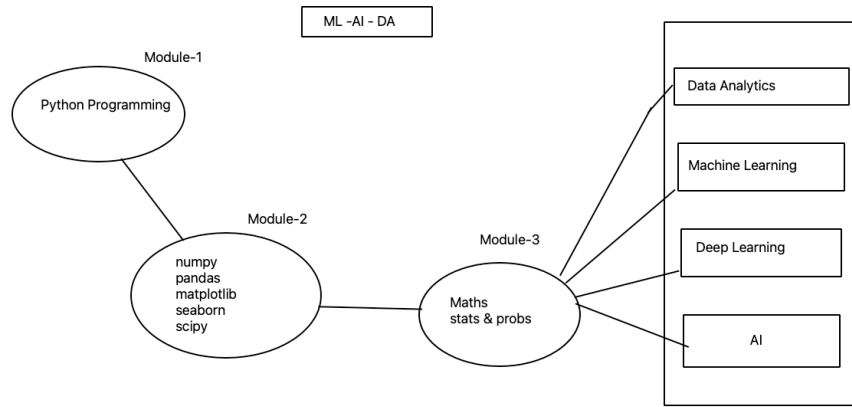 ML -AI - DA
Module-1
Python Programming
Module-2
numpy
pandas
matplotlib
seaborn
scipy
Module-3
Maths
stats & probs
Data Analytics
Machine Learning
Deep Learning
AI